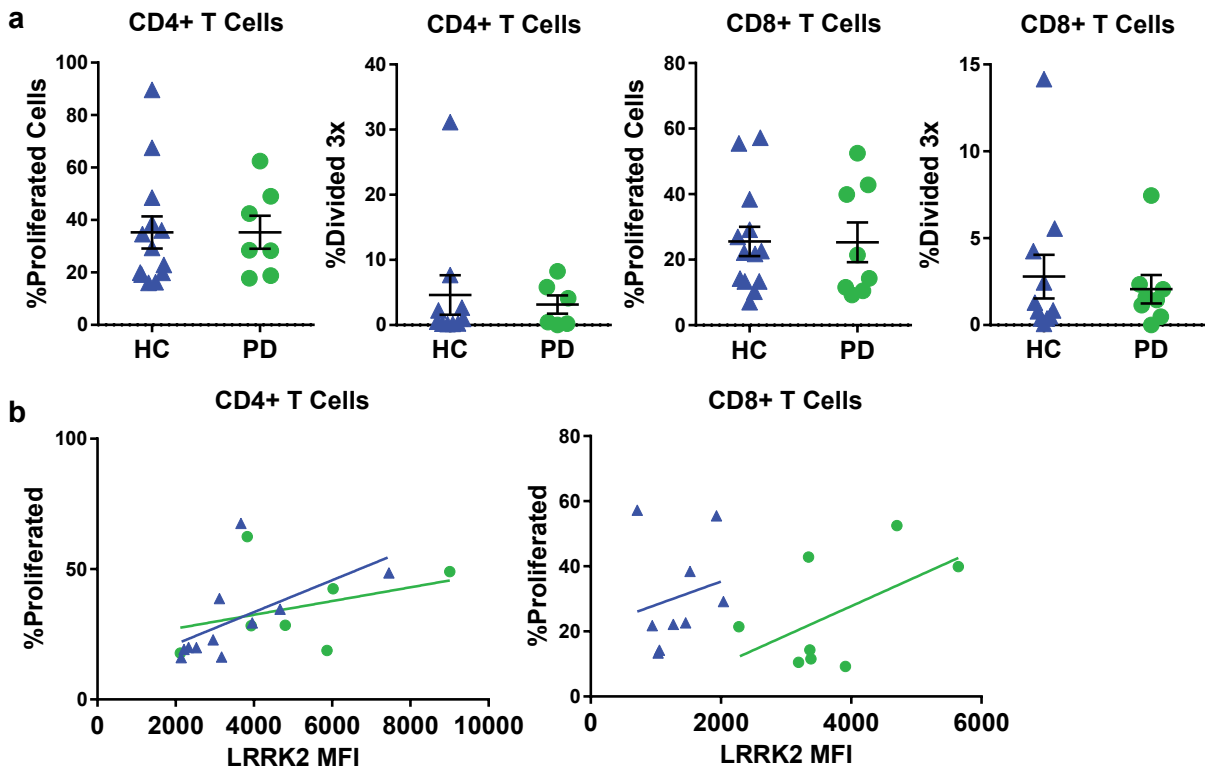 a
CD4+ T Cells
CD4+ T Cells
CD8+ T Cells
CD8+ T Cells
%Proliferated Cells
100
80
60
40
20
0
HC
PD
%Divided 3x
40
30
20
10
0
HC
PD
%Proliferated Cells
80
60
40
20
0
HC
PD
%Divided 3x
15
10
5
0
HC
PD
b
CD4+ T Cells
%Proliferated
100
50
0
0
2000
4000
6000
8000
10000
LRRK2 MFI
CD8+ T Cells
%Proliferated
80
60
40
20
0
0
2000
4000
6000
LRRK2 MFI